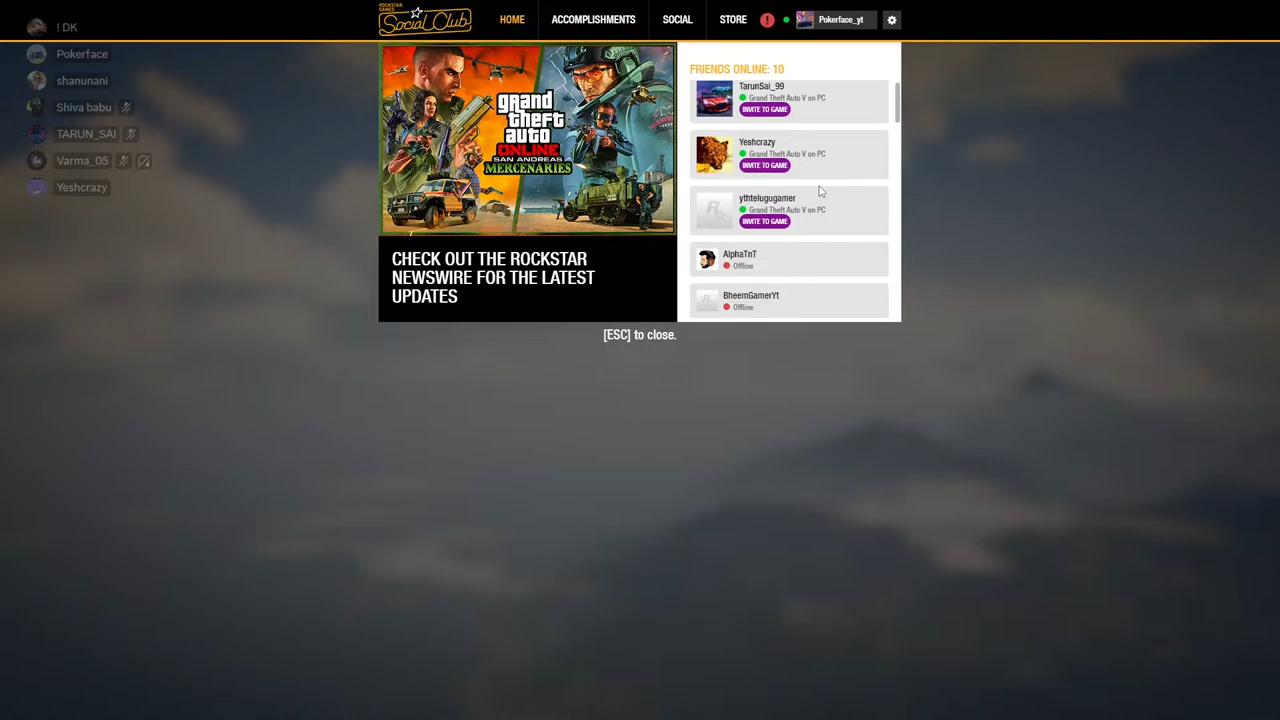 ! DK
Pokerface
shanunani
Shiva babu
TARUN_SAI
Varma_05
Yeshcrazy
ROCKSTAR GAMES
Social Club
HOME
ACCOMPLISHMENTS
SOCIAL
STORE
!
Pokerface_yt
grand
theft
auto
ONLINE
SAN ANDREAS
MERCENARIES
CHECK OUT THE ROCKSTAR
NEWSWIRE FOR THE LATEST
UPDATES
FRIENDS ONLINE: 10
TarunSai_99
Grand Theft Auto V on PC
INVITE TO GAME
Yeshcrazy
Grand Theft Auto V on PC
INVITE TO GAME
ythtelugugamer
Grand Theft Auto V on PC
INVITE TO GAME
AlphaTnT
Offline
BheemGamerYt
Offline
[ESC] to close.